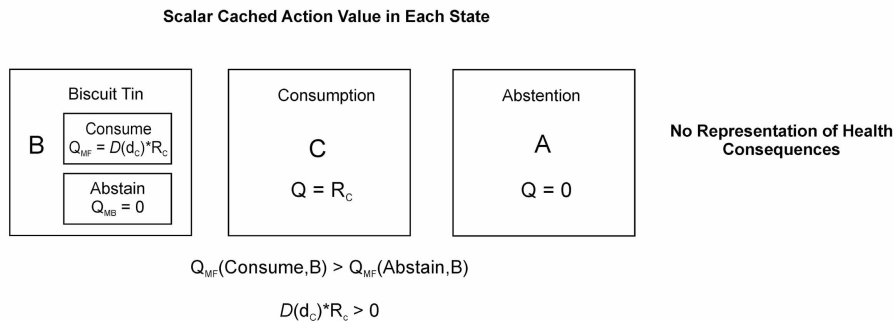 Scalar Cached Action Value in Each State
Biscuit Tin
B
Consume
Q_MF = D(d_C)*R_C
Abstain
Q_MB = 0
Consumption
C
Q = R_C
Abstention
A
Q = 0
No Representation of Health
Consequences
Q_MF(Consume,B) > Q_MF(Abstain,B)
D(d_C)*R_c > 0